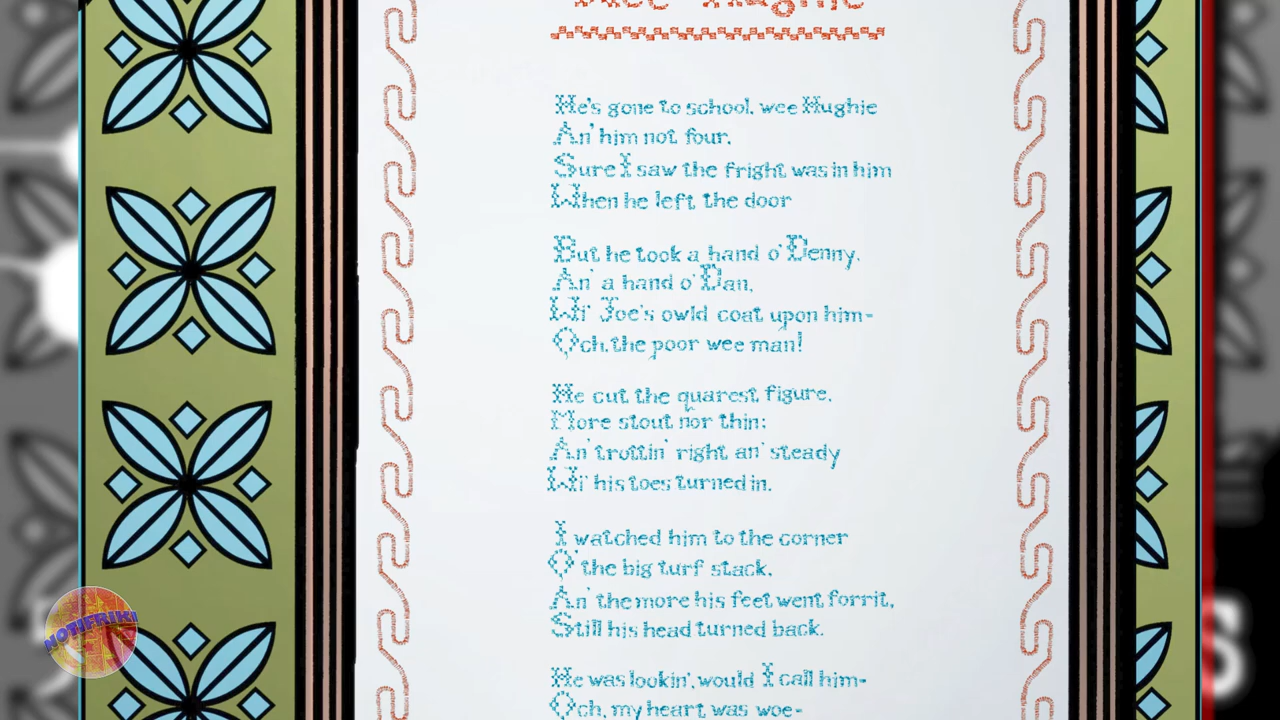 Wee Hughie
He's gone to school, wee Hughie
An' him not four,
Sure I saw the fright was in him
When he left the door
But he took a hand o' Denny,
An' a hand o' Dan,
Wi' Joe's owld coat upon him-
Och, the poor wee man!
He cut the quarest figure,
More stout nor thin;
An' trottin' right an' steady
Wi' his toes turned in.
I watched him to the corner
O' the big turf stack,
An' the more his feet went forrit,
Still his head turned back.
He was lookin', would I call him-
Och, my heart was woe-
NOTIFRIKI